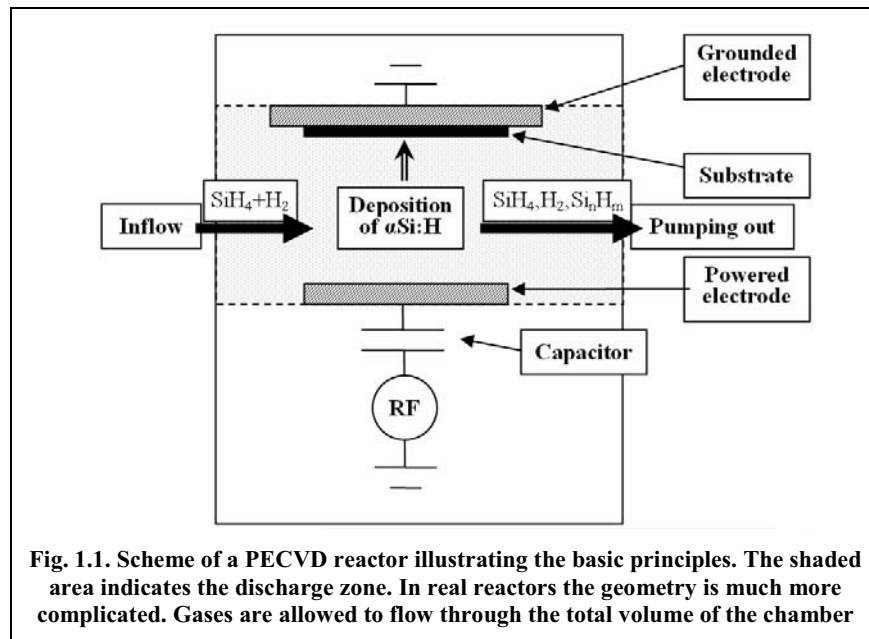 Grounded
electrode
Substrate
SiH4+H2
SiH4,H2,SinHm
Inflow
Deposition
of αSi:H
Pumping out
Powered
electrode
Capacitor
RF
Fig. 1.1. Scheme of a PECVD reactor illustrating the basic principles. The shaded
area indicates the discharge zone. In real reactors the geometry is much more
complicated. Gases are allowed to flow through the total volume of the chamber